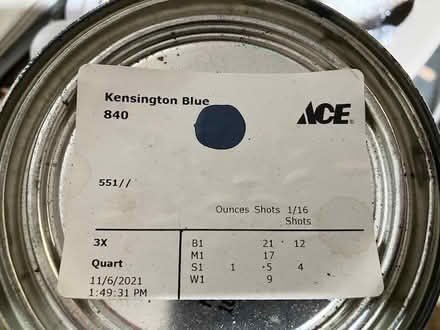 Kensington Blue
840
ACE®
551//
Ounces Shots 1/16
Shots
3X
Quart
11/6/2021
1:49:31 PM
B1 21 12
M1 17
S1 1 5 4
W1 9